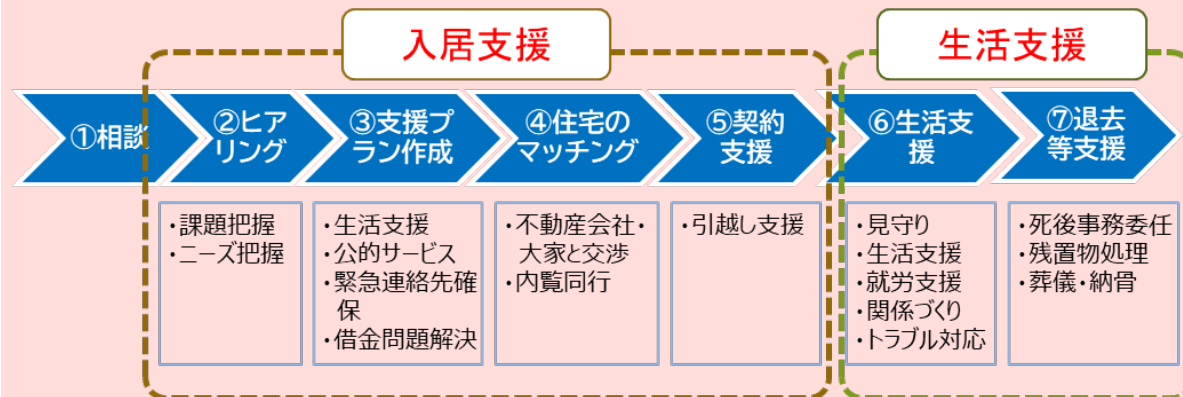 入居支援
生活支援
①相談
②ヒア
リング
③支援プ
ラン作成
④住宅の
マッチング
⑤契約
支援
⑥生活支
援
⑦退去
等支援
・課題把握
・ニーズ把握
・生活支援
・公的サービス
・緊急連絡先確
保
・借金問題解決
・不動産会社・
大家と交渉
・内覧同行
・引越し支援
・見守り
・生活支援
・就労支援
・関係づくり
・トラブル対応
・死後事務委任
・残置物処理
・葬儀・納骨